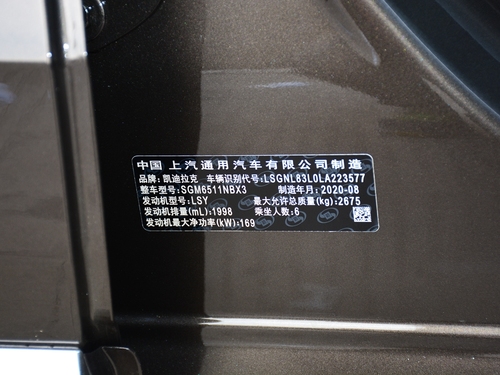 中国 上汽通用汽车有限公司制造
品牌: 凯迪拉克 车辆识别代号: LSGNL83L0LA223577
整车型号: SGM6511NBX3 制造年月: 2020-08
发动机型号: LSY 最大允许总质量(kg): 2675
发动机排量(mL): 1998 乘坐人数: 6
发动机最大净功率(kW): 169